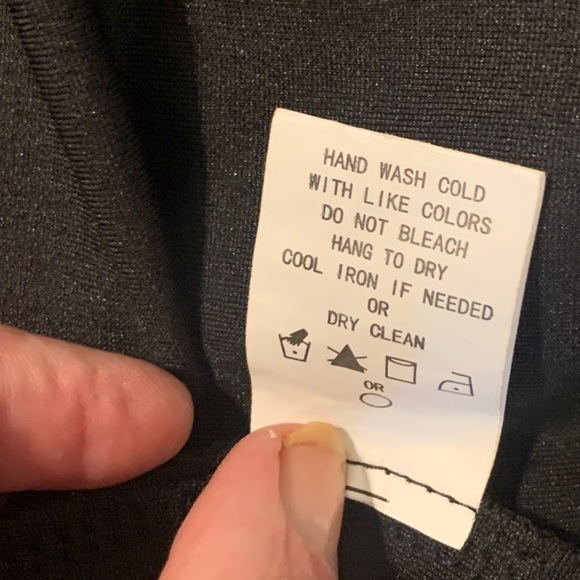 HAND WASH COLD
WITH LIKE COLORS
DO NOT BLEACH
HANG TO DRY
COOL IRON IF NEEDED
OR
DRY CLEAN
OR